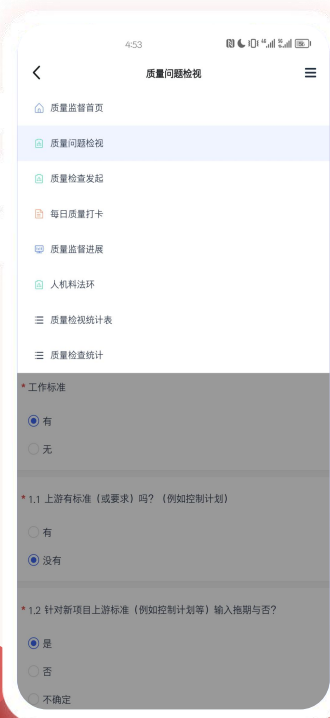 4:53
质量问题检视
质量监督首页
质量问题检视
质量检查发起
每日质量打卡
质量监督进展
人机料法环
质量检视统计表
质量检查统计
* 工作标准
有
无
* 1.1 上游有标准（或要求）吗？（例如控制计划）
有
没有
* 1.2 针对新项目上游标准（例如控制计划等）输入拖期与否？
是
否
不确定